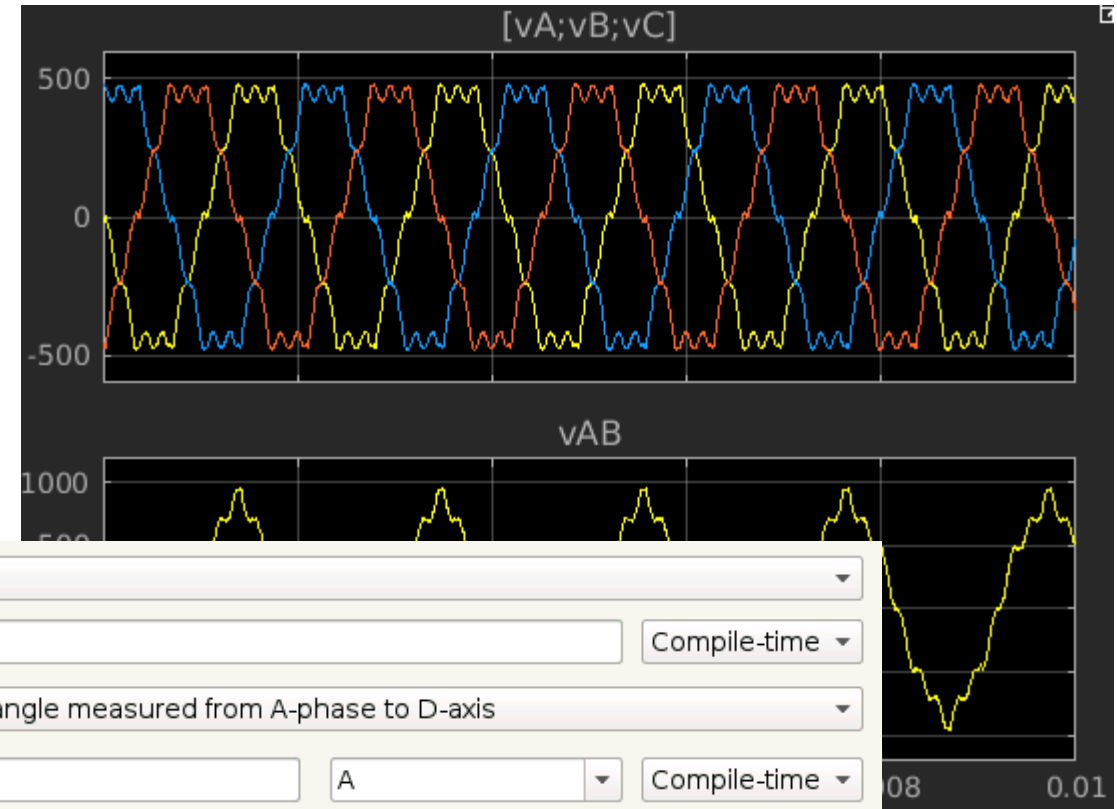 [vA;vB;vC]
500
0
-500
vAB
1000
Compile-time
angle measured from A-phase to D-axis
A
Compile-time
08
0.01